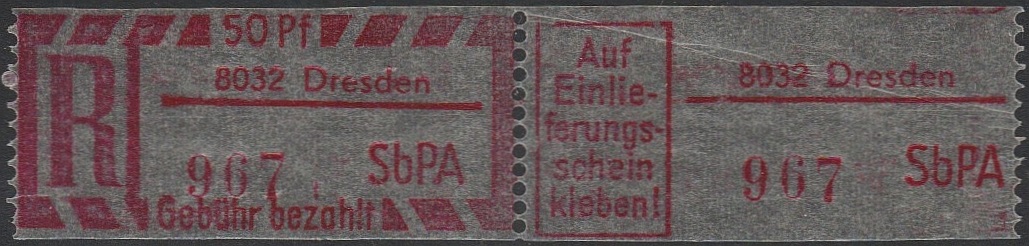 50 Pf
R
8032 Dresden
967
SbPA
Gebühr bezahlt
Auf
Einlie-
ferungs-
schein
kleben!
8032 Dresden
967
SbPA